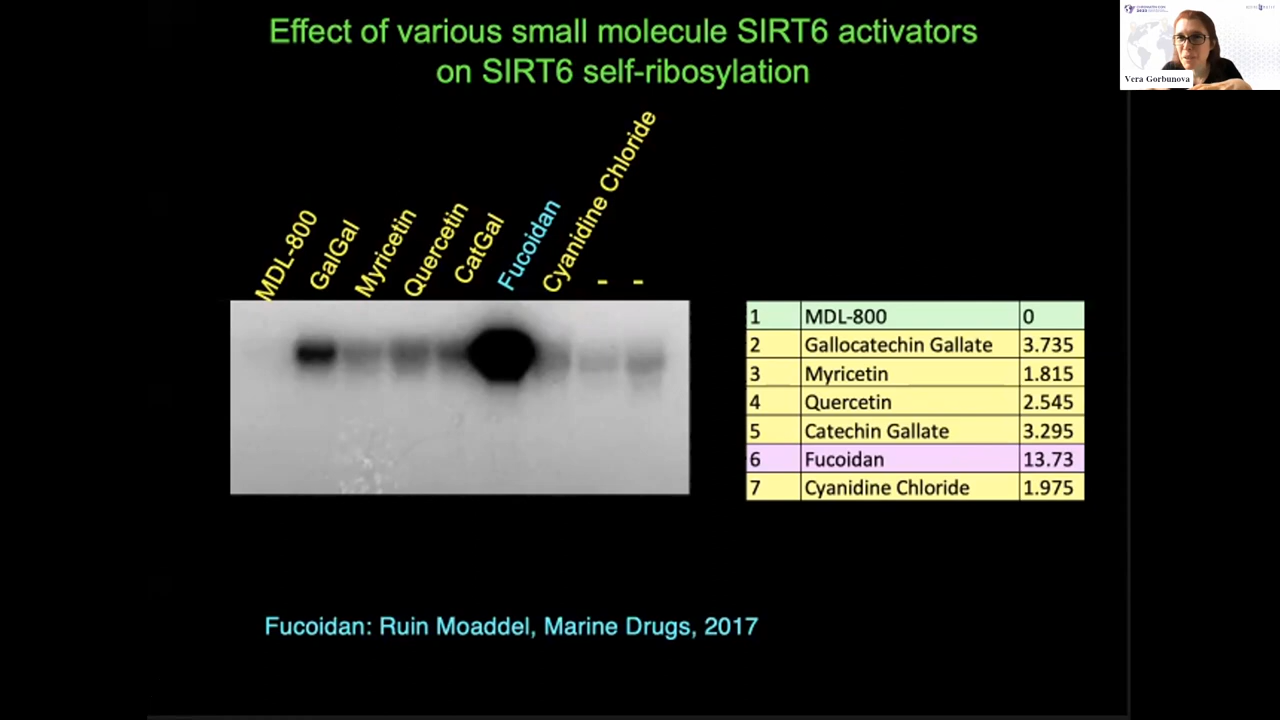 Effect of various small molecule SIRT6 activators
on SIRT6 self-ribosylation
Vera Gorbunova
MDL-800
GalGal
Myricetin
Quercetin
CatGal
Fucoidan
Cyanidine Chloride
-
-
1 MDL-800 0
2 Gallocatechin Gallate 3.735
3 Myricetin 1.815
4 Quercetin 2.545
5 Catechin Gallate 3.295
6 Fucoidan 13.73
7 Cyanidine Chloride 1.975
Fucoidan: Ruin Moaddel, Marine Drugs, 2017